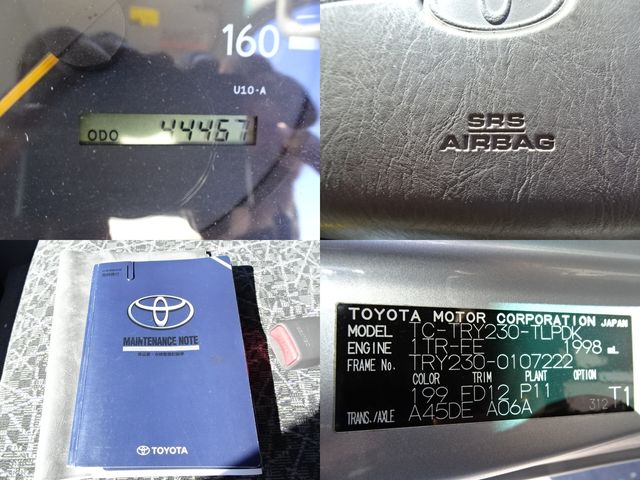 160
U10-A
ODO 44467
SRS
AIRBAG
MAINTENANCE NOTE
TOYOTA
TOYOTA MOTOR CORPORATION JAPAN
MODEL TC-TRY230-TLPDK
ENGINE 1TR-FE 1998 mL
FRAME No. TRY230-0107222
COLOR TRIM PLANT OPTION
199 ED12 P11
TRANS./AXLE A45DE A06A 312 T1